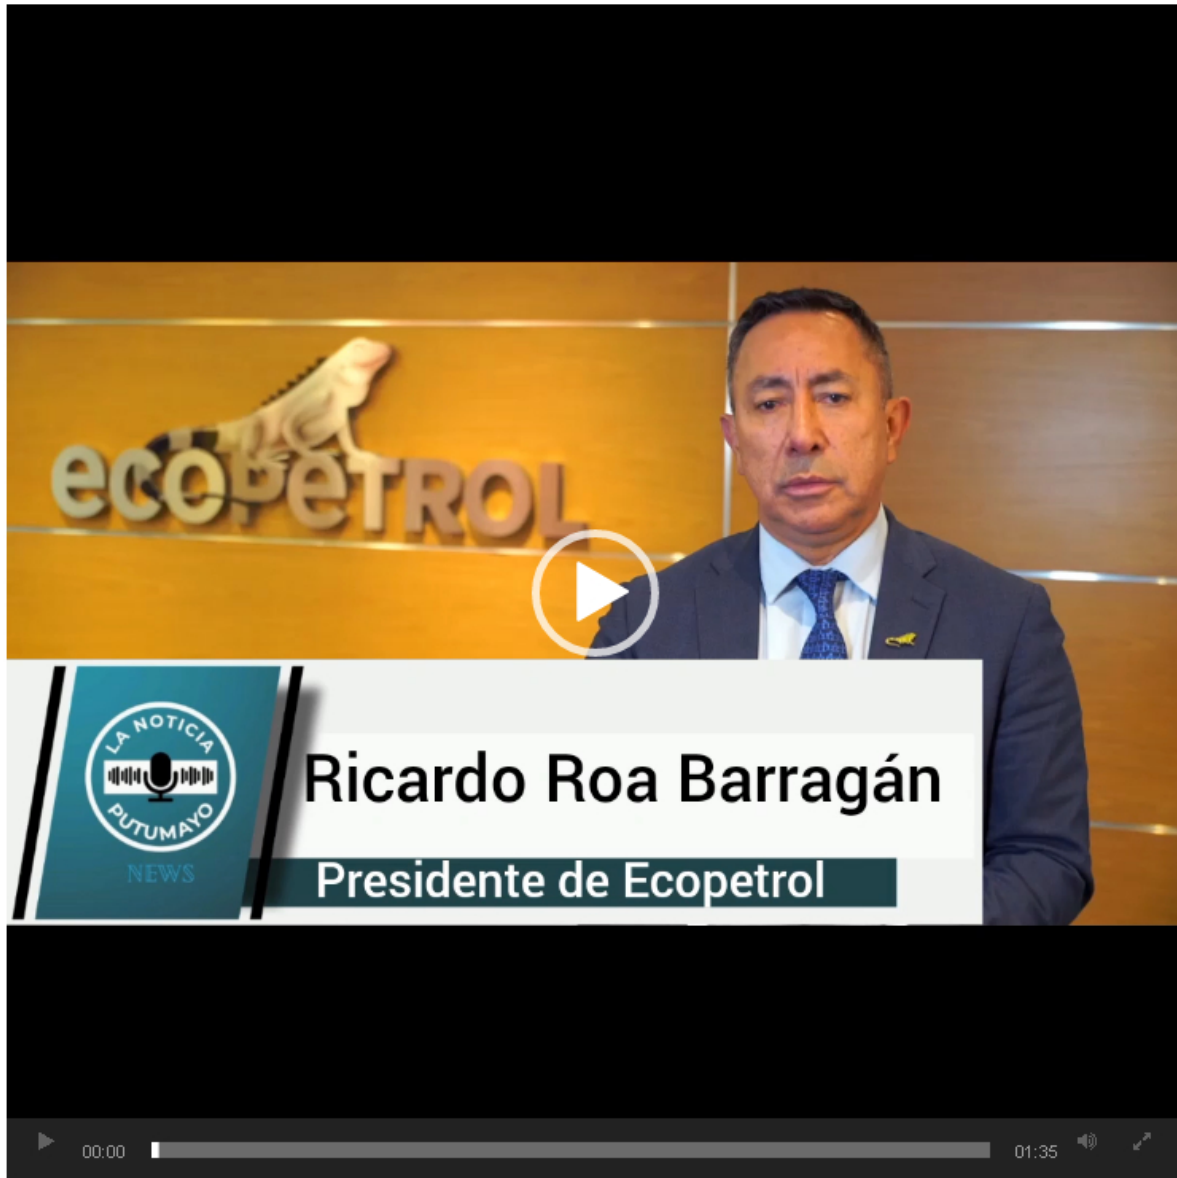 ecopeTROL
LA NOTICIA
PUTUMAYO
NEWS
Ricardo Roa Barragán
Presidente de Ecopetrol
00:00
01:35